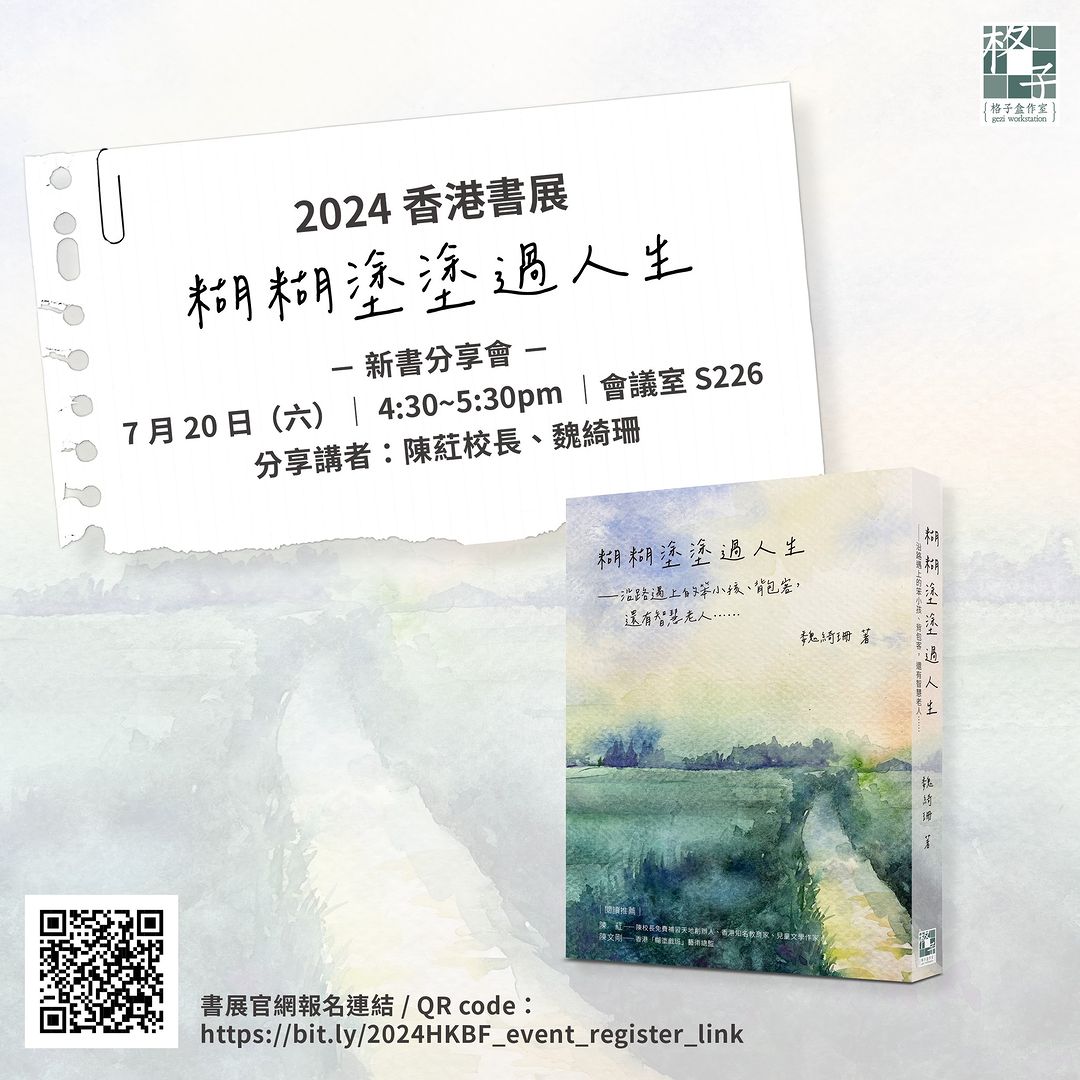 格子
格子盒作室
gezi workstation
2024 香港書展
糊糊塗塗過人生
— 新書分享會 —
7 月 20 日（六）｜ 4:30~5:30pm ｜會議室 S226
分享講者：陳葒校長、魏綺珊
糊糊塗塗過人生
——沿路遇上的笨小孩、背包客，
還有智慧老人……
魏綺珊 著
｜閱讀推薦｜
陳　葒——陳校長免費補習天地創辦人、香港知名教育家、兒童文學作家
陳文剛——香港「
」藝術總監
糊糊塗塗過人生
——沿路遇上的笨小孩、背包客，還有智慧老人……
魏綺珊 著
格子
書展官網報名連結 / QR code：
https://bit.ly/2024HKBF_event_register_link